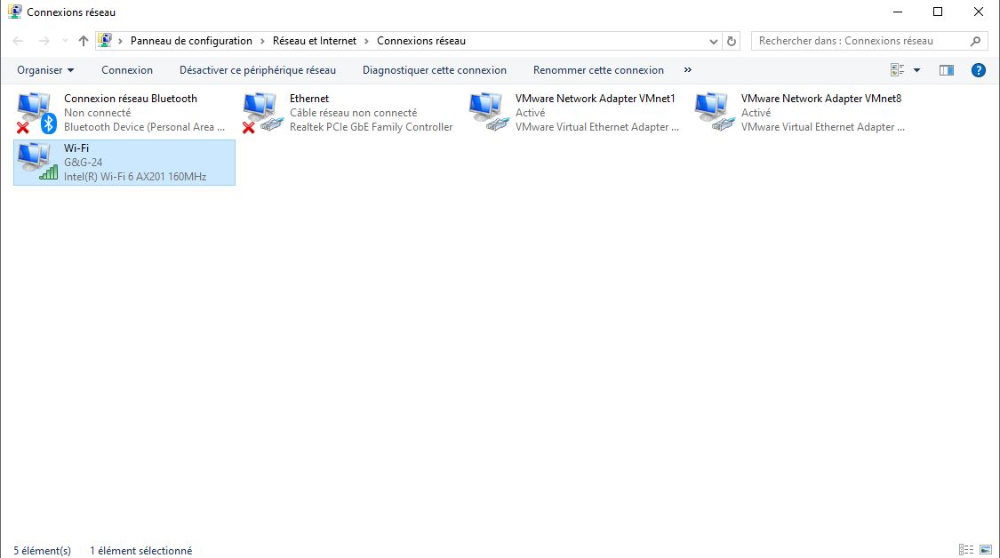 Connexions réseau
Panneau de configuration > Réseau et Internet > Connexions réseau
Rechercher dans : Connexions réseau
Organiser Connexion Désactiver ce périphérique réseau Diagnostiquer cette connexion Renommer cette connexion »
Connexion réseau Bluetooth
Non connecté
Bluetooth Device (Personal Area ...
Ethernet
Câble réseau non connecté
Realtek PCIe GbE Family Controller
VMware Network Adapter VMnet1
Activé
VMware Virtual Ethernet Adapter ...
VMware Network Adapter VMnet8
Activé
VMware Virtual Ethernet Adapter ...
Wi-Fi
G&G-24
Intel(R) Wi-Fi 6 AX201 160MHz
5 élément(s) 1 élément sélectionné